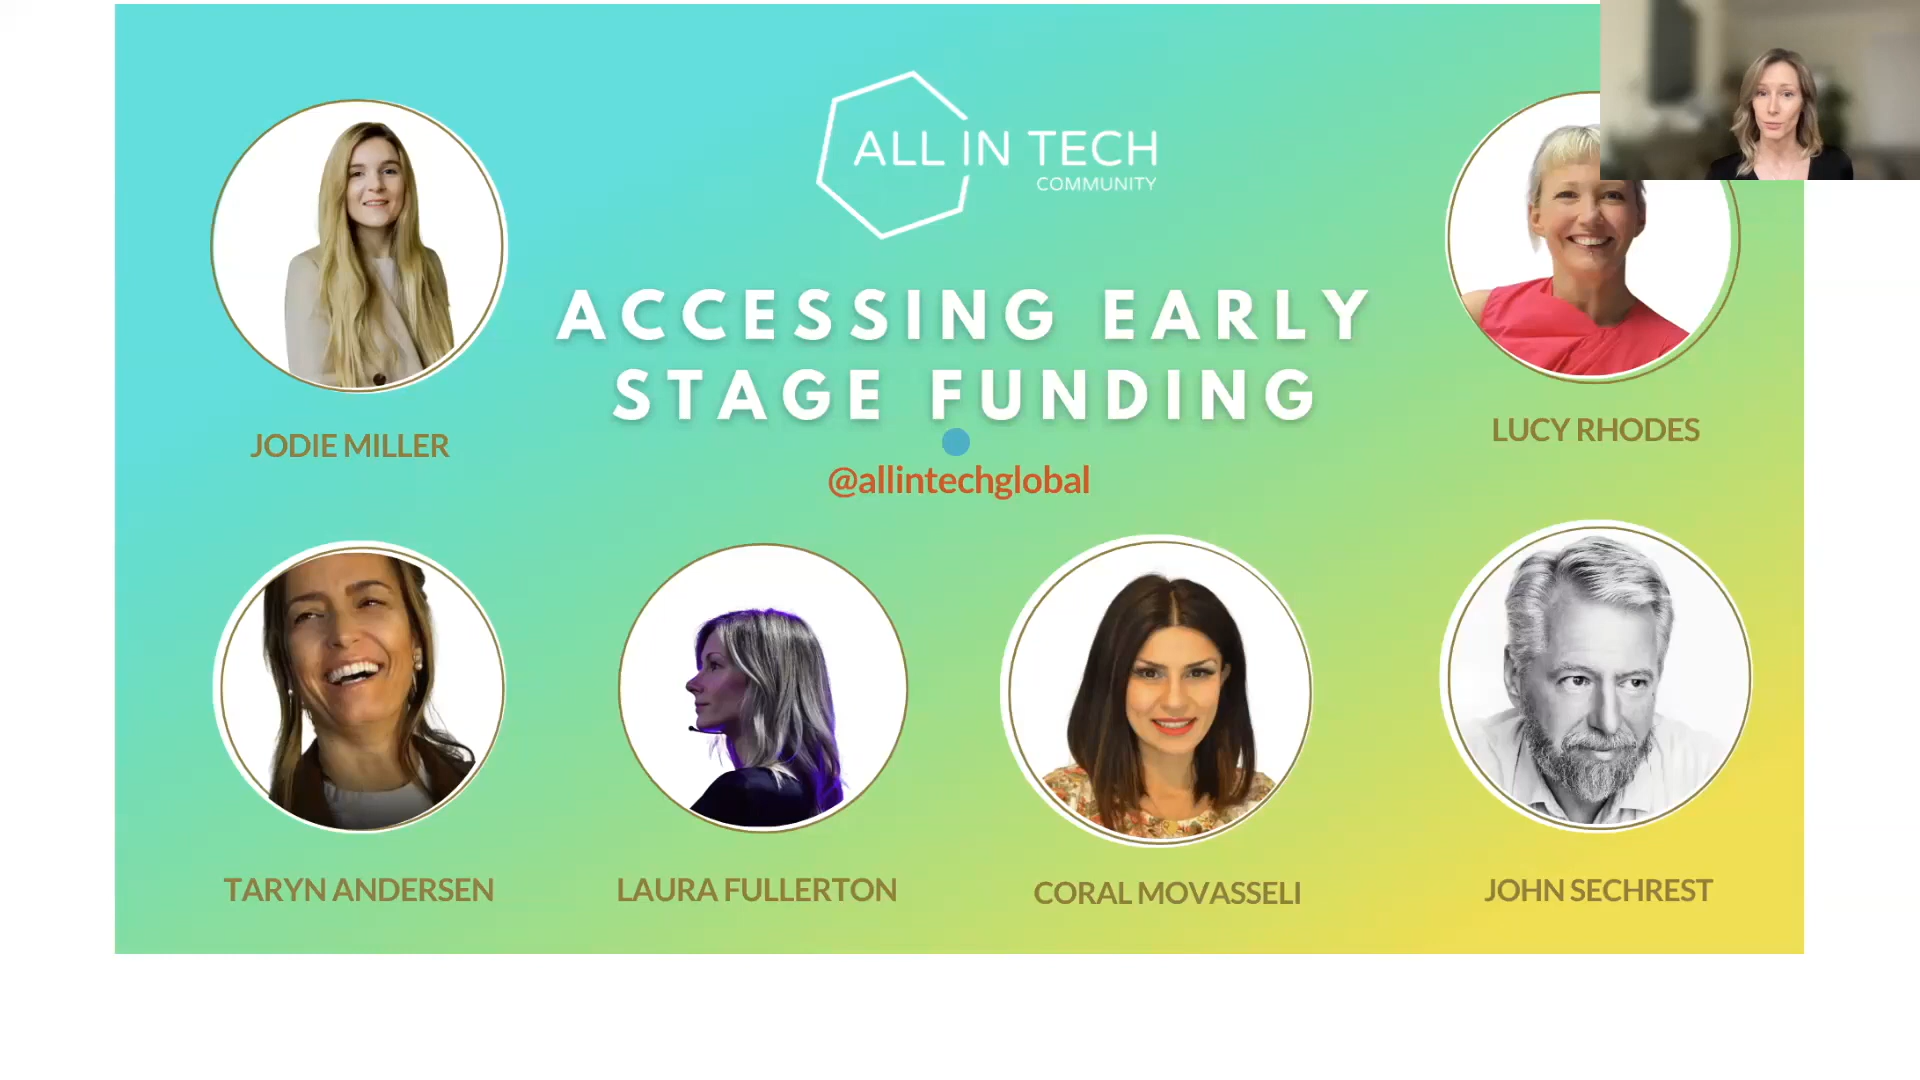 ALL IN TECH
COMMUNITY
ACCESSING EARLY
STAGE FUNDING
@allintechglobal
JODIE MILLER
LUCY RHODES
TARYN ANDERSEN
LAURA FULLERTON
CORAL MOVASSELI
JOHN SECHREST